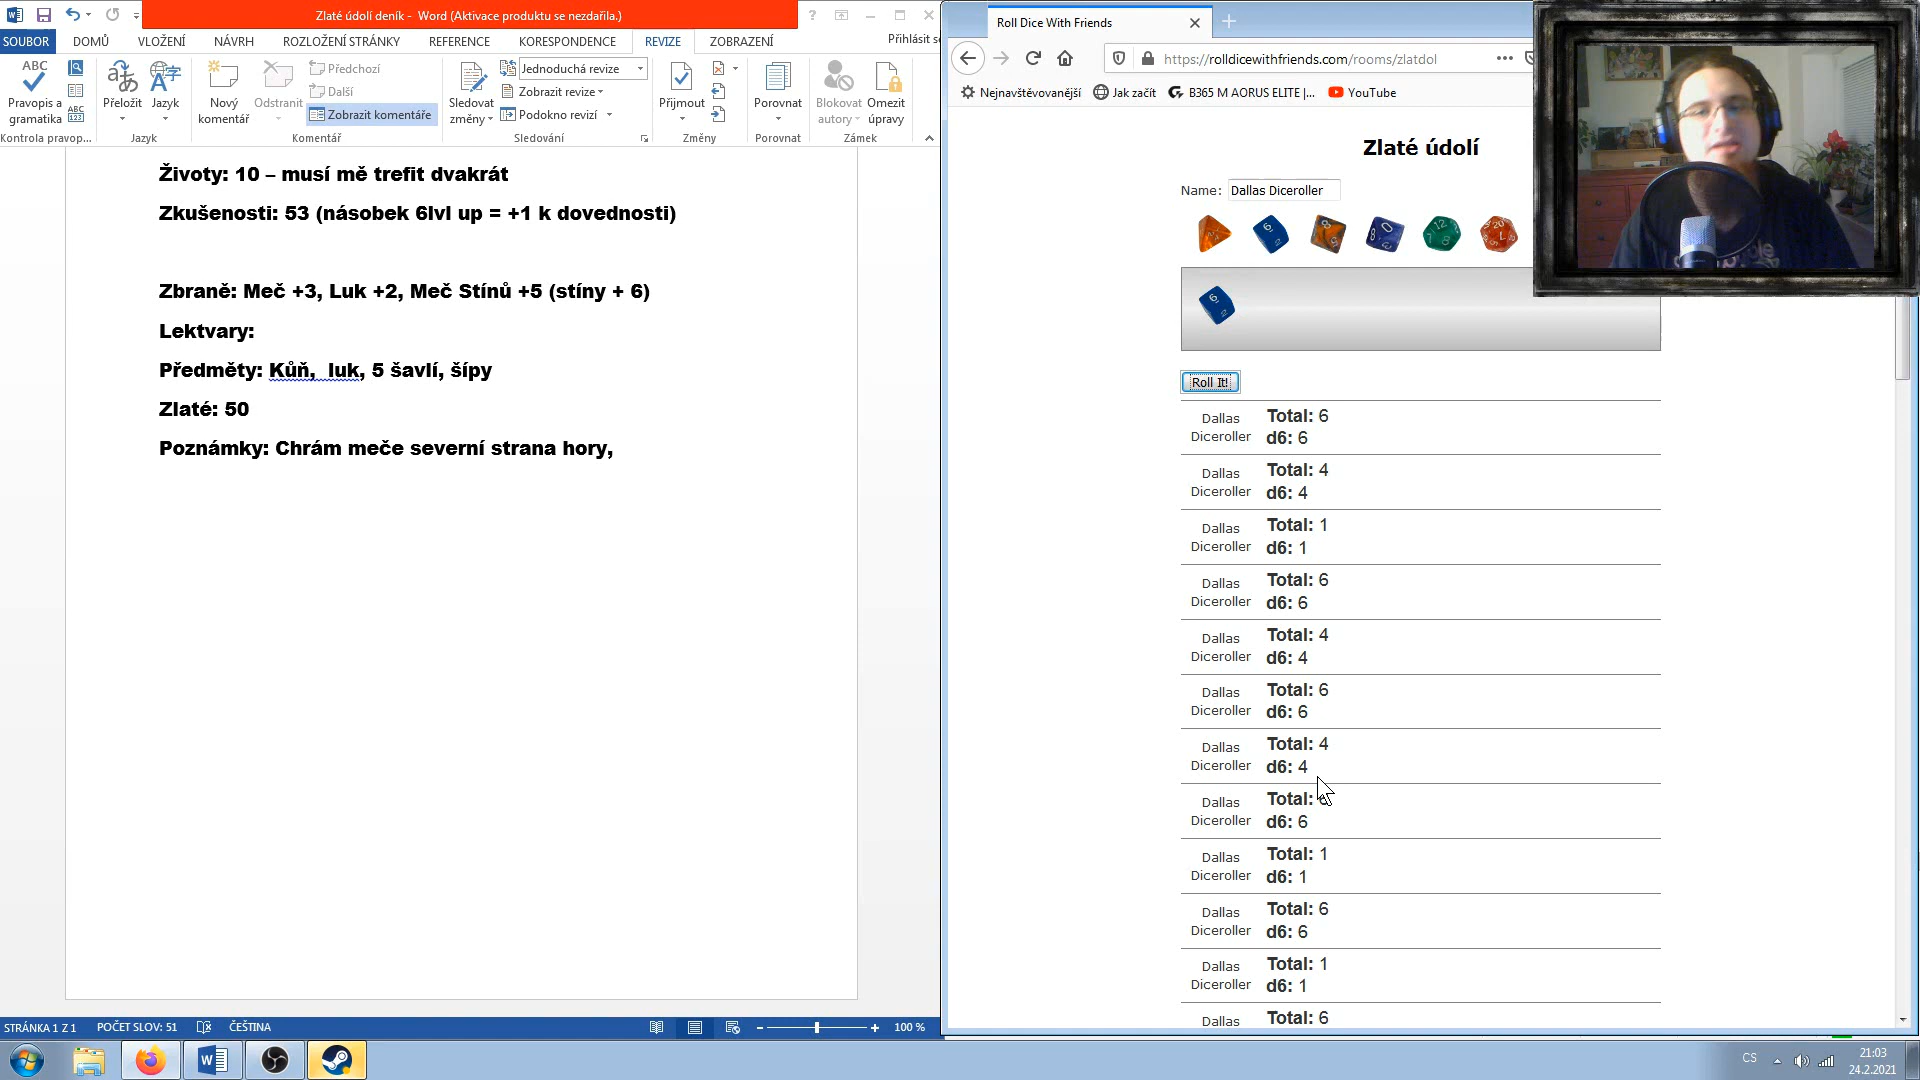 Zlaté údolí deník - Word (Aktivace produktu se nezdařila.)
SOUBOR DOMŮ VLOŽENÍ NÁVRH ROZLOŽENÍ STRÁNKY REFERENCE KORESPONDENCE REVIZE ZOBRAZENÍ Přihlásit se
ABC
Pravopis a gramatika
ABC
123
Kontrola pravop...
Přeložit
Jazyk
Jazyk
Nový komentář
Odstranit
Předchozí
Další
Zobrazit komentáře
Komentář
Sledovat změny
Jednoduchá revize
Zobrazit revize
Podokno revizí
Sledování
Přijmout
Změny
Porovnat
Porovnat
Blokovat autory
Omezit úpravy
Zámek
Životy: 10 – musí mě trefit dvakrát
Zkušenosti: 53 (násobek 6lvl up = +1 k dovednosti)
Zbraně: Meč +3, Luk +2, Meč Stínů +5 (stíny + 6)
Lektvary:
Předměty: Kůň, luk, 5 šavlí, šípy
Zlaté: 50
Poznámky: Chrám meče severní strana hory,
STRÁNKA 1 Z 1 POČET SLOV: 51 ČEŠTINA 100 %
Roll Dice With Friends
https://rolldicewithfriends.com/rooms/zlatdol
Nejnavštěvovanější Jak začít B365 M AORUS ELITE |... YouTube
Zlaté údolí
Name: Dallas Diceroller
Roll It!
Dallas Diceroller Total: 6
d6: 6
Dallas Diceroller Total: 4
d6: 4
Dallas Diceroller Total: 1
d6: 1
Dallas Diceroller Total: 6
d6: 6
Dallas Diceroller Total: 4
d6: 4
Dallas Diceroller Total: 6
d6: 6
Dallas Diceroller Total: 4
d6: 4
Dallas Diceroller Total:
d6: 6
Dallas Diceroller Total: 1
d6: 1
Dallas Diceroller Total: 6
d6: 6
Dallas Diceroller Total: 1
d6: 1
Dallas Total: 6
CS
21:03
24.2.2021